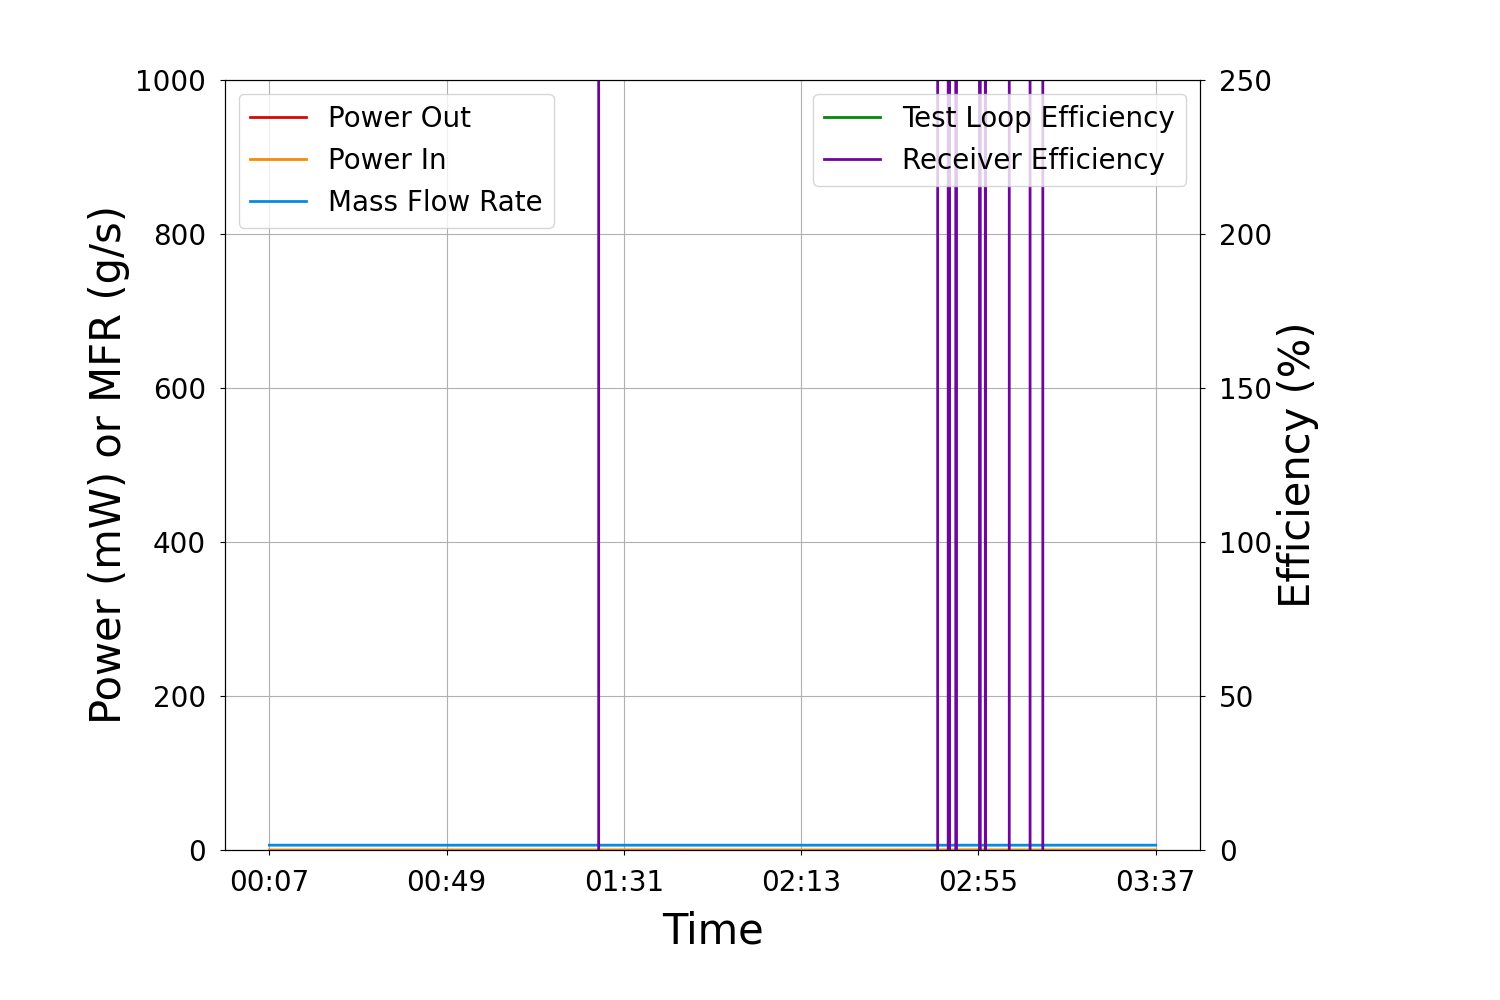 1000
800
600
400
200
0
Power (mW) or MFR (g/s)
Power Out
Power In
Mass Flow Rate
Test Loop Efficiency
Receiver Efficiency
250
200
150
100
50
0
Efficiency (%)
00:07 00:49 01:31 02:13 02:55 03:37
Time